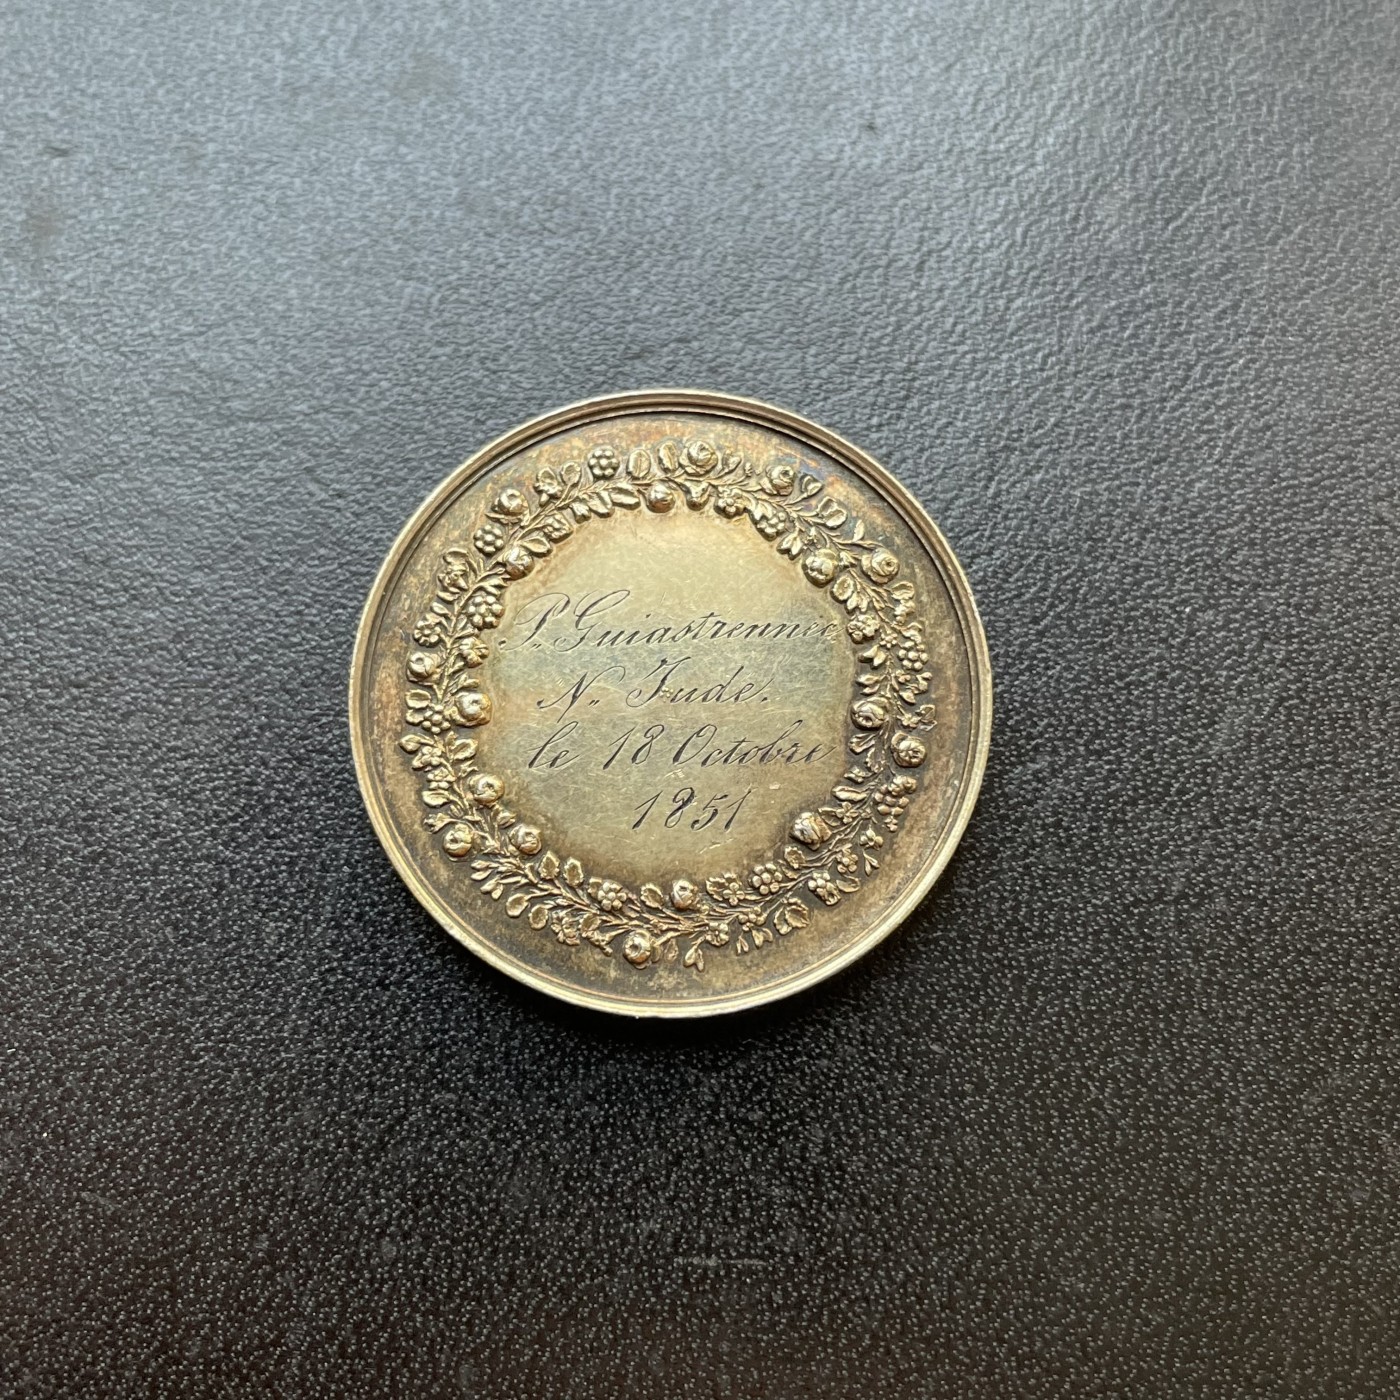 P. Guiastrennec
N. Jude.
le 18 Octobre
1851